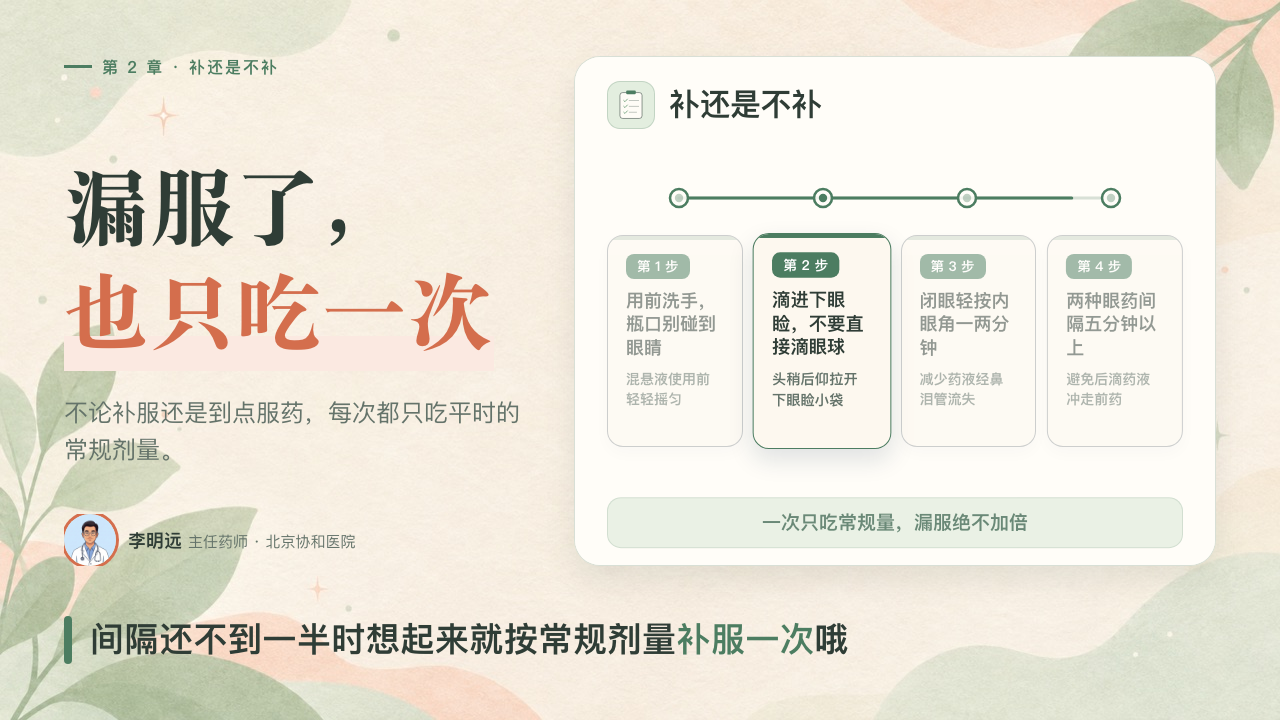 第 2 章 · 补还是不补
漏服了，
也只吃一次
不论补服还是到点服药，每次都只吃平时的
常规剂量。
李明远 主任药师 · 北京协和医院
补还是不补
第 1 步
用前洗手，
瓶口别碰到
眼睛
混悬液使用前
轻轻摇匀
第 2 步
滴进下眼
睑，不要直
接滴眼球
头稍后仰拉开
下眼睑小袋
第 3 步
闭眼轻按内
眼角一两分
钟
减少药液经鼻
泪管流失
第 4 步
两种眼药间
隔五分钟以
上
避免后滴药液
冲走前药
一次只吃常规量，漏服绝不加倍
间隔还不到一半时想起来就按常规剂量补服一次哦